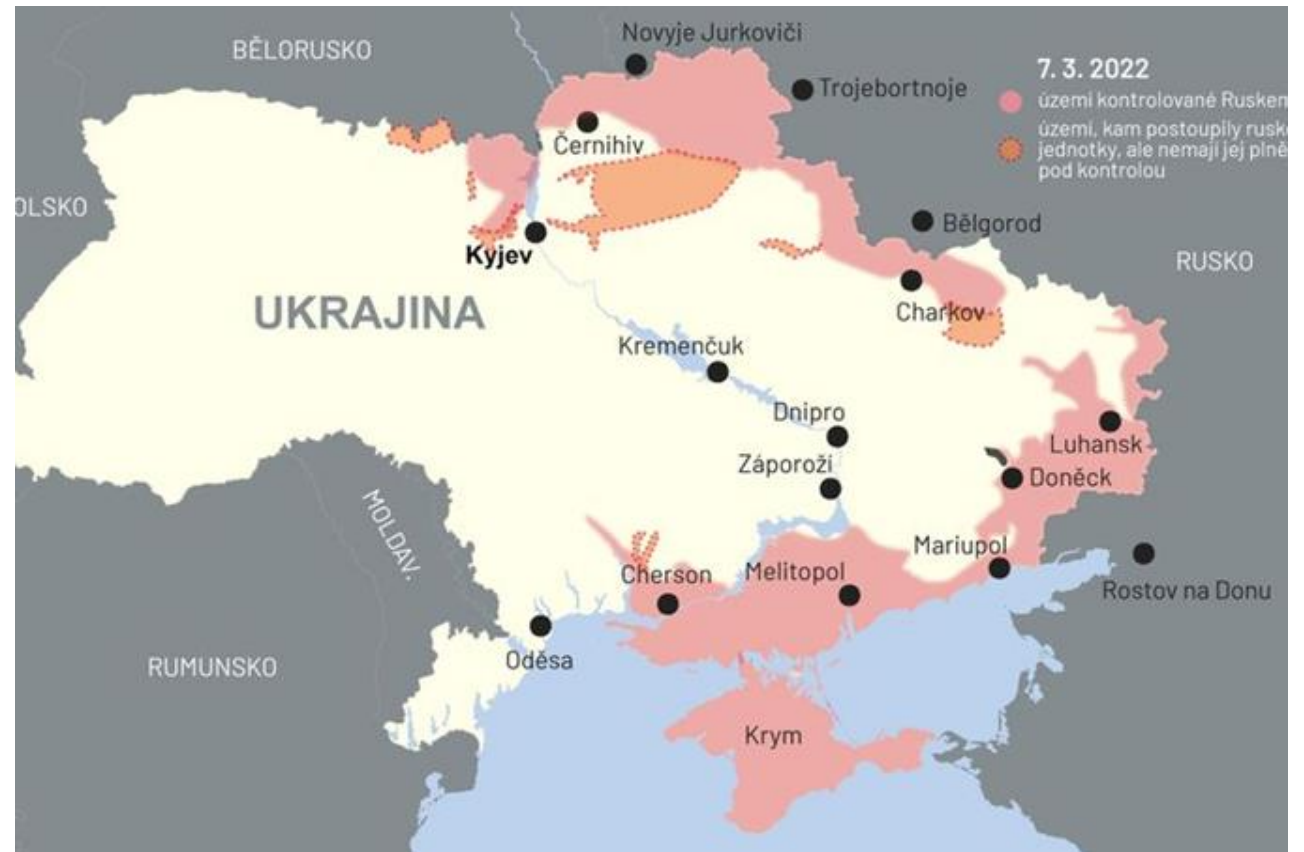 BĚLORUSKO
Novyje Jurkoviči
7. 3. 2022
Trojebortnoje
území kontrolované Ruskem
území, kam postoupily rusk
jednotky, ale nemají jej plně
pod kontrolou
Černihiv
OLSKO
Bělgorod
Kyjev
RUSKO
UKRAJINA
Charkov
Kremenčuk
Dnipro
Luhansk
Záporoží
Doněck
MOLDAV.
Mariupol
Cherson
Melitopol
Rostov na Donu
Oděsa
RUMUNSKO
Krym